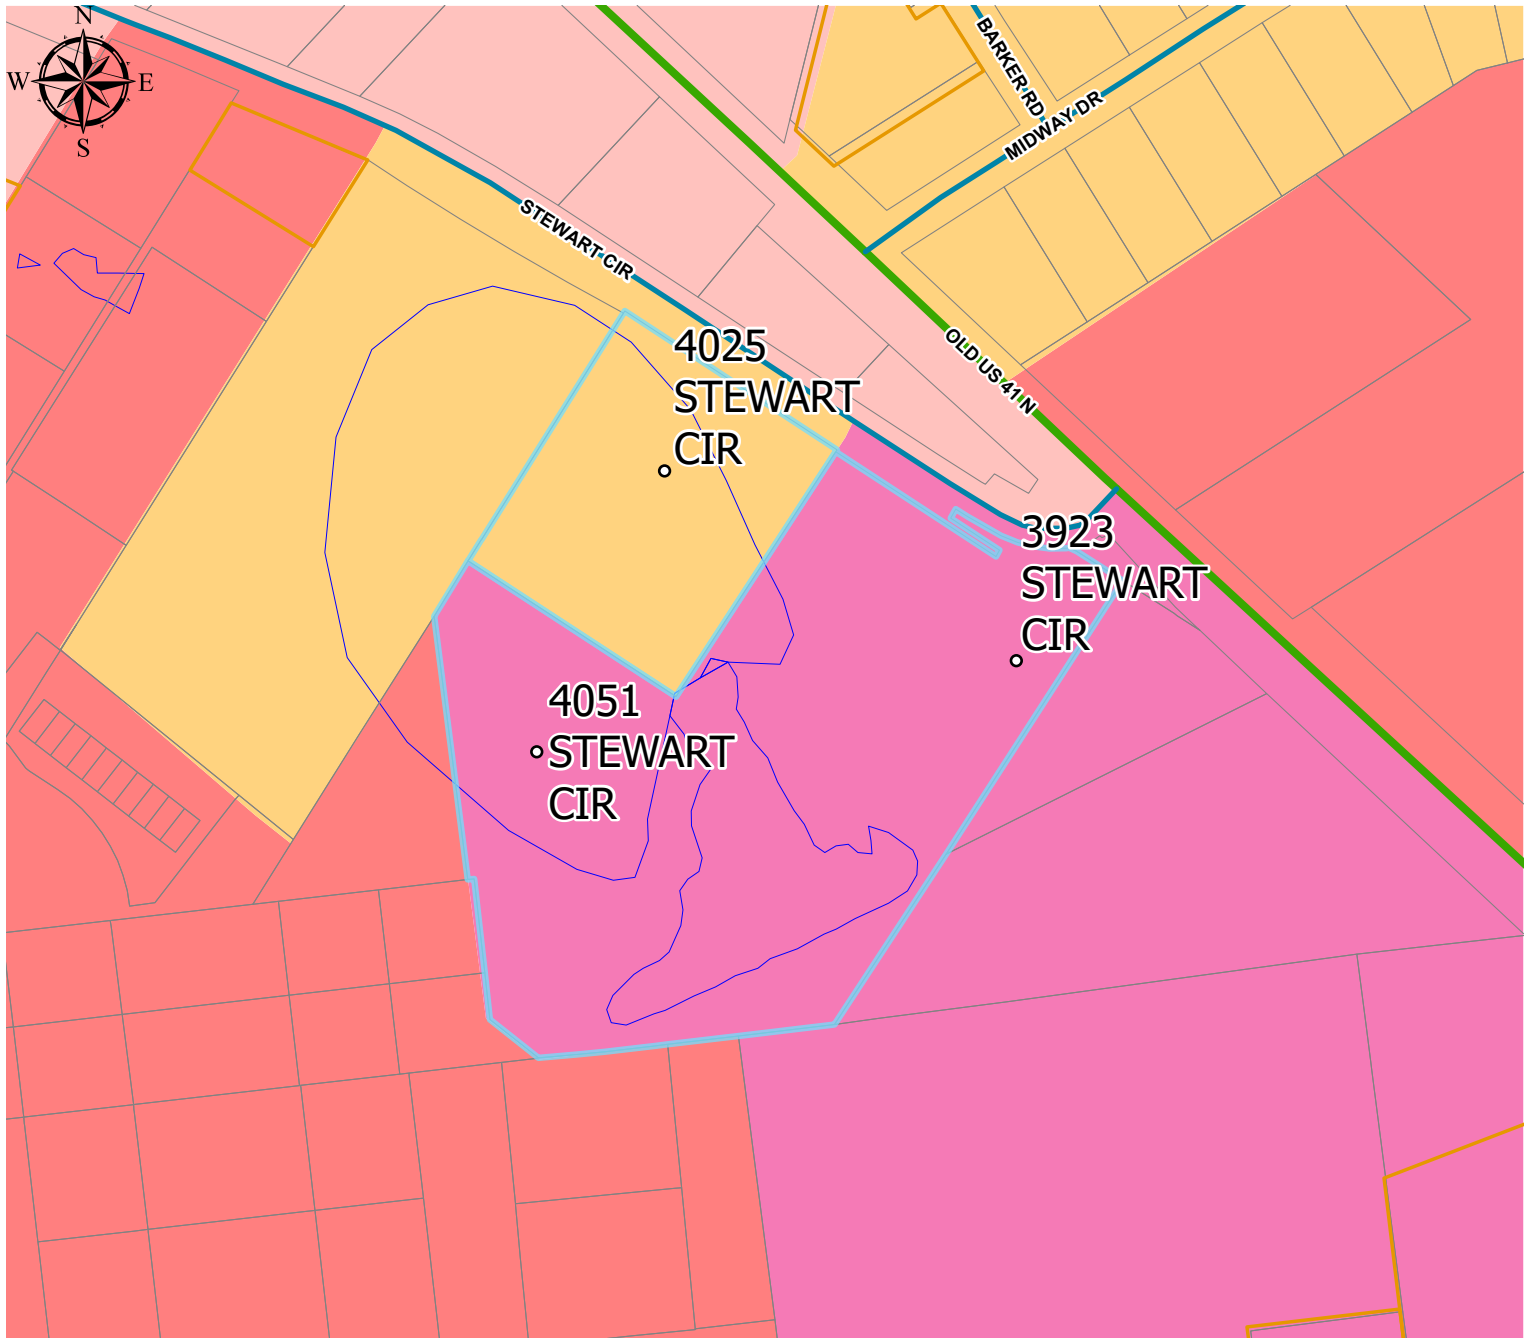 N
W
E
S
BARKER RD
MIDWAY DR
STEWART CIR
OLD US 41 N
4025
STEWART
CIR
3923
STEWART
CIR
4051
STEWART
CIR